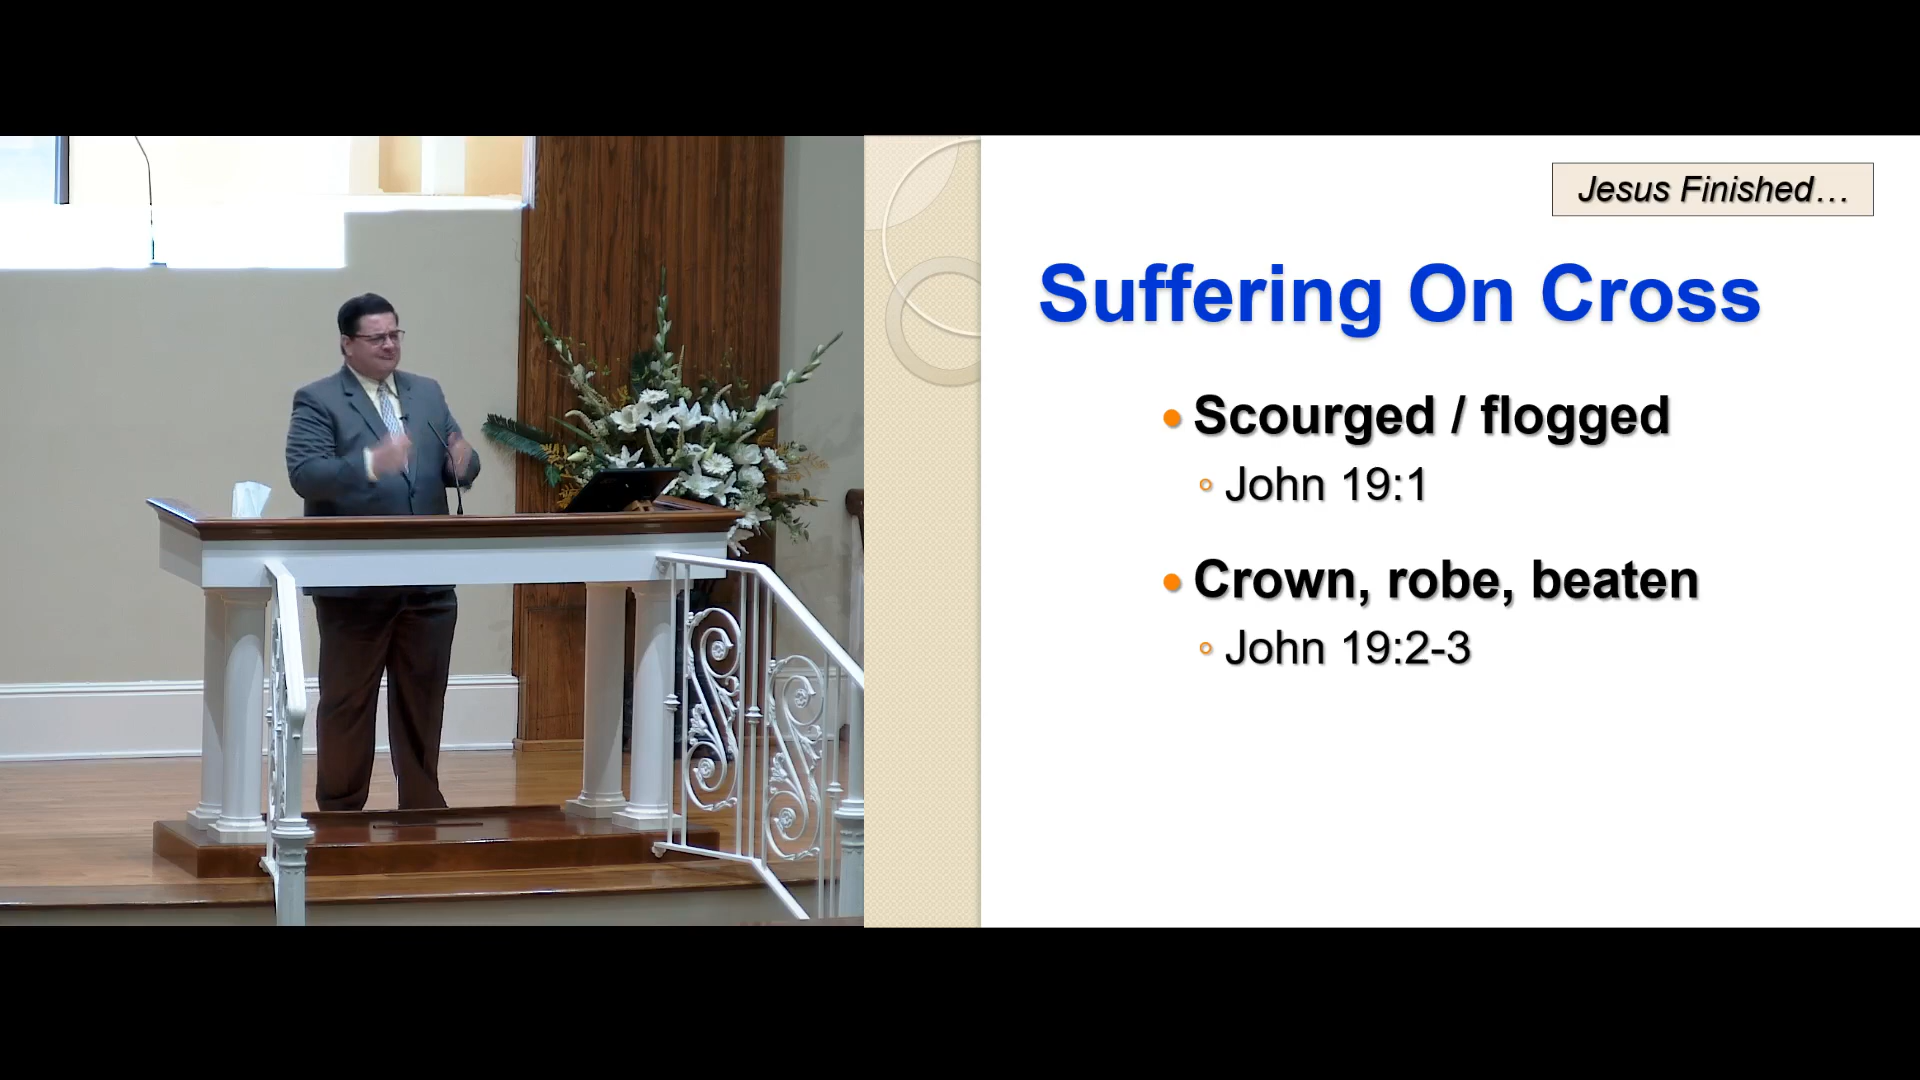 Jesus Finished…
Suffering On Cross
Scourged / flogged
John 19:1
Crown, robe, beaten
John 19:2-3